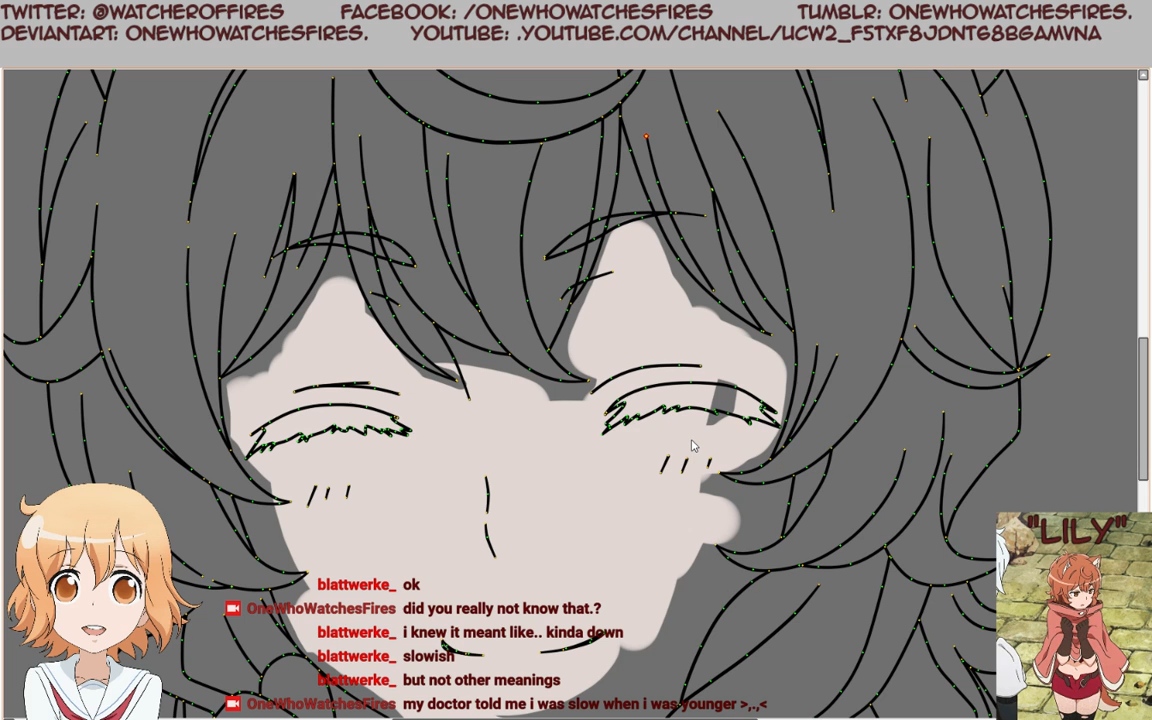 TWITTER: @WATCHEROFFIRES FACEBOOK: /ONEWHOWATCHESFIRES TUMBLR: ONEWHOWATCHESFIRES.
DEVIANTART: ONEWHOWATCHESFIRES. YOUTUBE: .YOUTUBE.COM/CHANNEL/UCW2_F5TXF8JDNTG8BGAMVNA
"LILY"
blattwerke_ ok
OneWhoWatchesFires did you really not know that.?
blattwerke_ i knew it meant like.. kinda down
blattwerke_ slowish
blattwerke_ but not other meanings
OneWhoWatchesFires my doctor told me i was slow when i was younger >,.,<